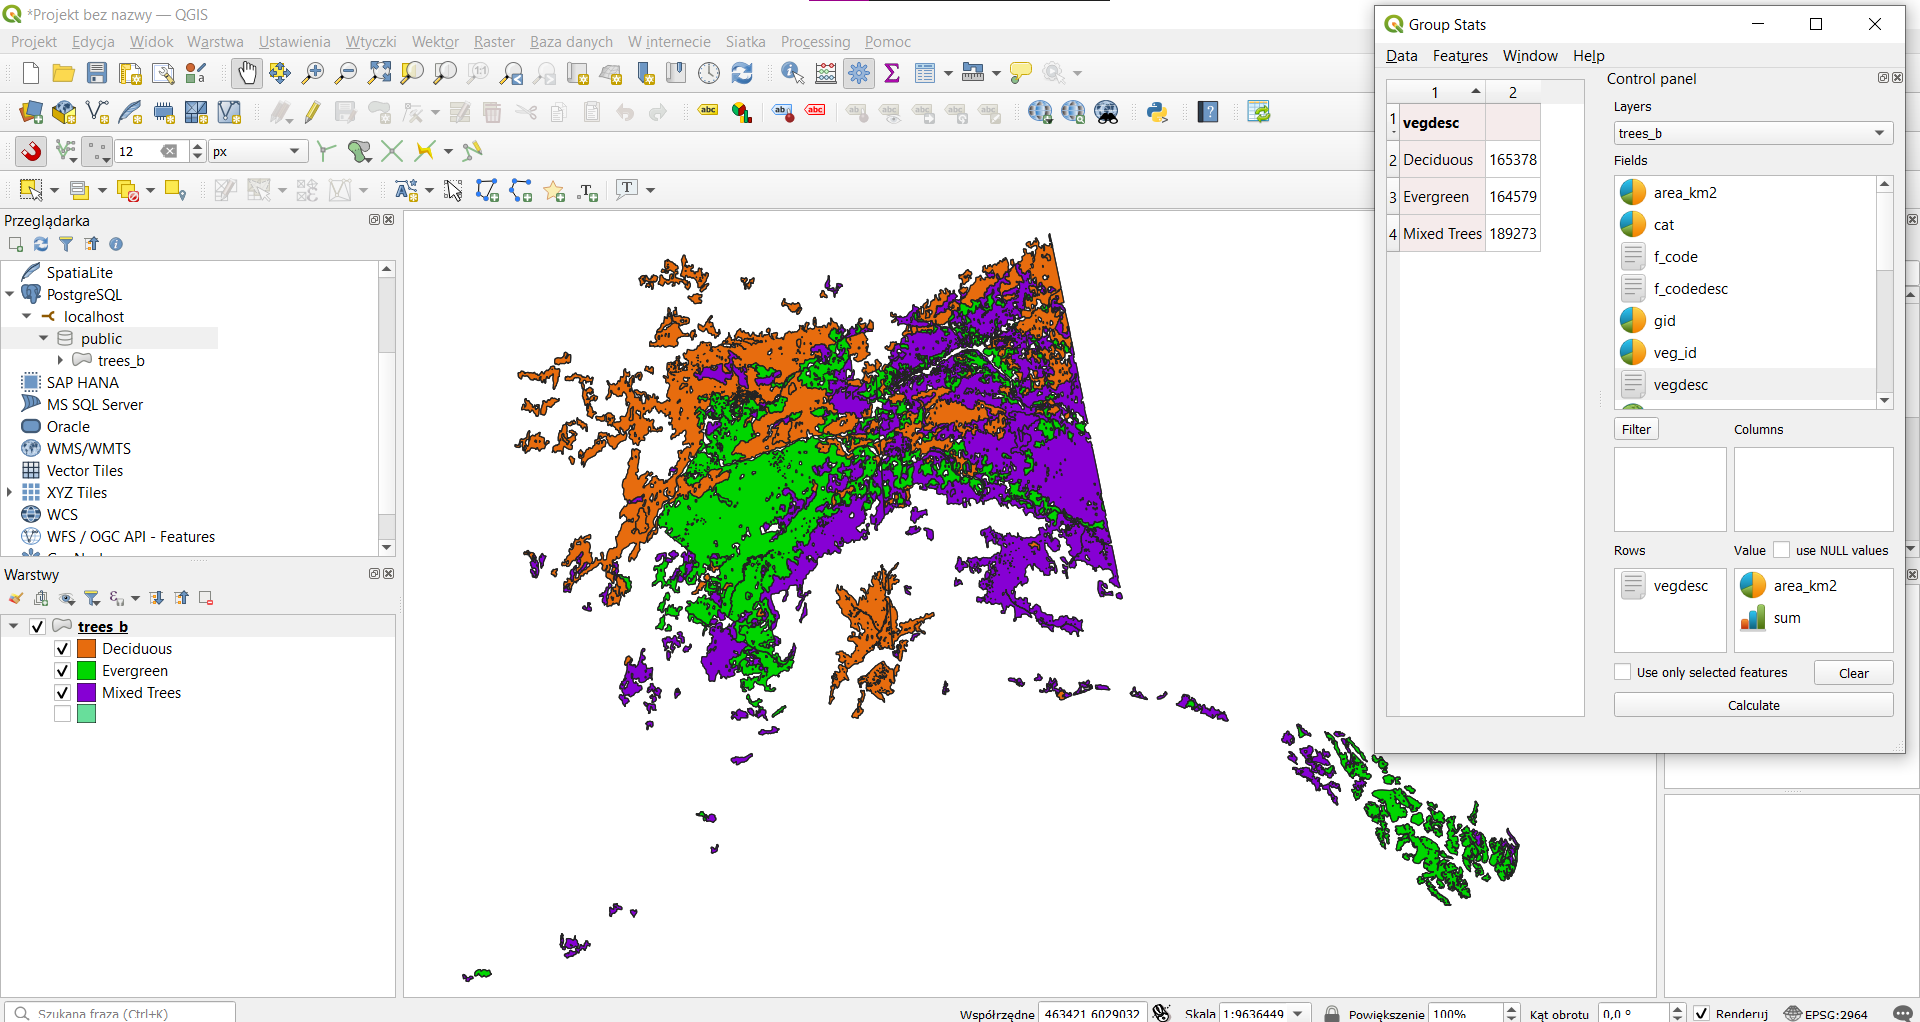 *Projekt bez nazwy — QGIS
Projekt Edycja Widok Warstwa Ustawienia Wtyczki Wektor Raster Baza danych W internecie Siatka Processing Pomoc
1:1
abc abc ab abc
12 px
T T
Przeglądarka
SpatiaLite
PostgreSQL
localhost
public
trees_b
SAP HANA
MS SQL Server
Oracle
WMS/WMTS
Vector Tiles
XYZ Tiles
WCS
WFS / OGC API - Features
Warstwy
trees_b
Deciduous
Evergreen
Mixed Trees
Group Stats
Data Features Window Help
1 2
1 vegdesc
2 Deciduous 165378
3 Evergreen 164579
4 Mixed Trees 189273
Control panel
Layers
trees_b
Fields
area_km2
cat
f_code
f_codedesc
gid
veg_id
vegdesc
Filter Columns
Rows Value use NULL values
vegdesc area_km2
sum
Use only selected features Clear
Calculate
Szukana fraza (Ctrl+K) Współrzędne 463421 6029032 Skala 1:9636449 Powiększenie 100% Kąt obrotu 0,0 ° Renderuj EPSG:2964